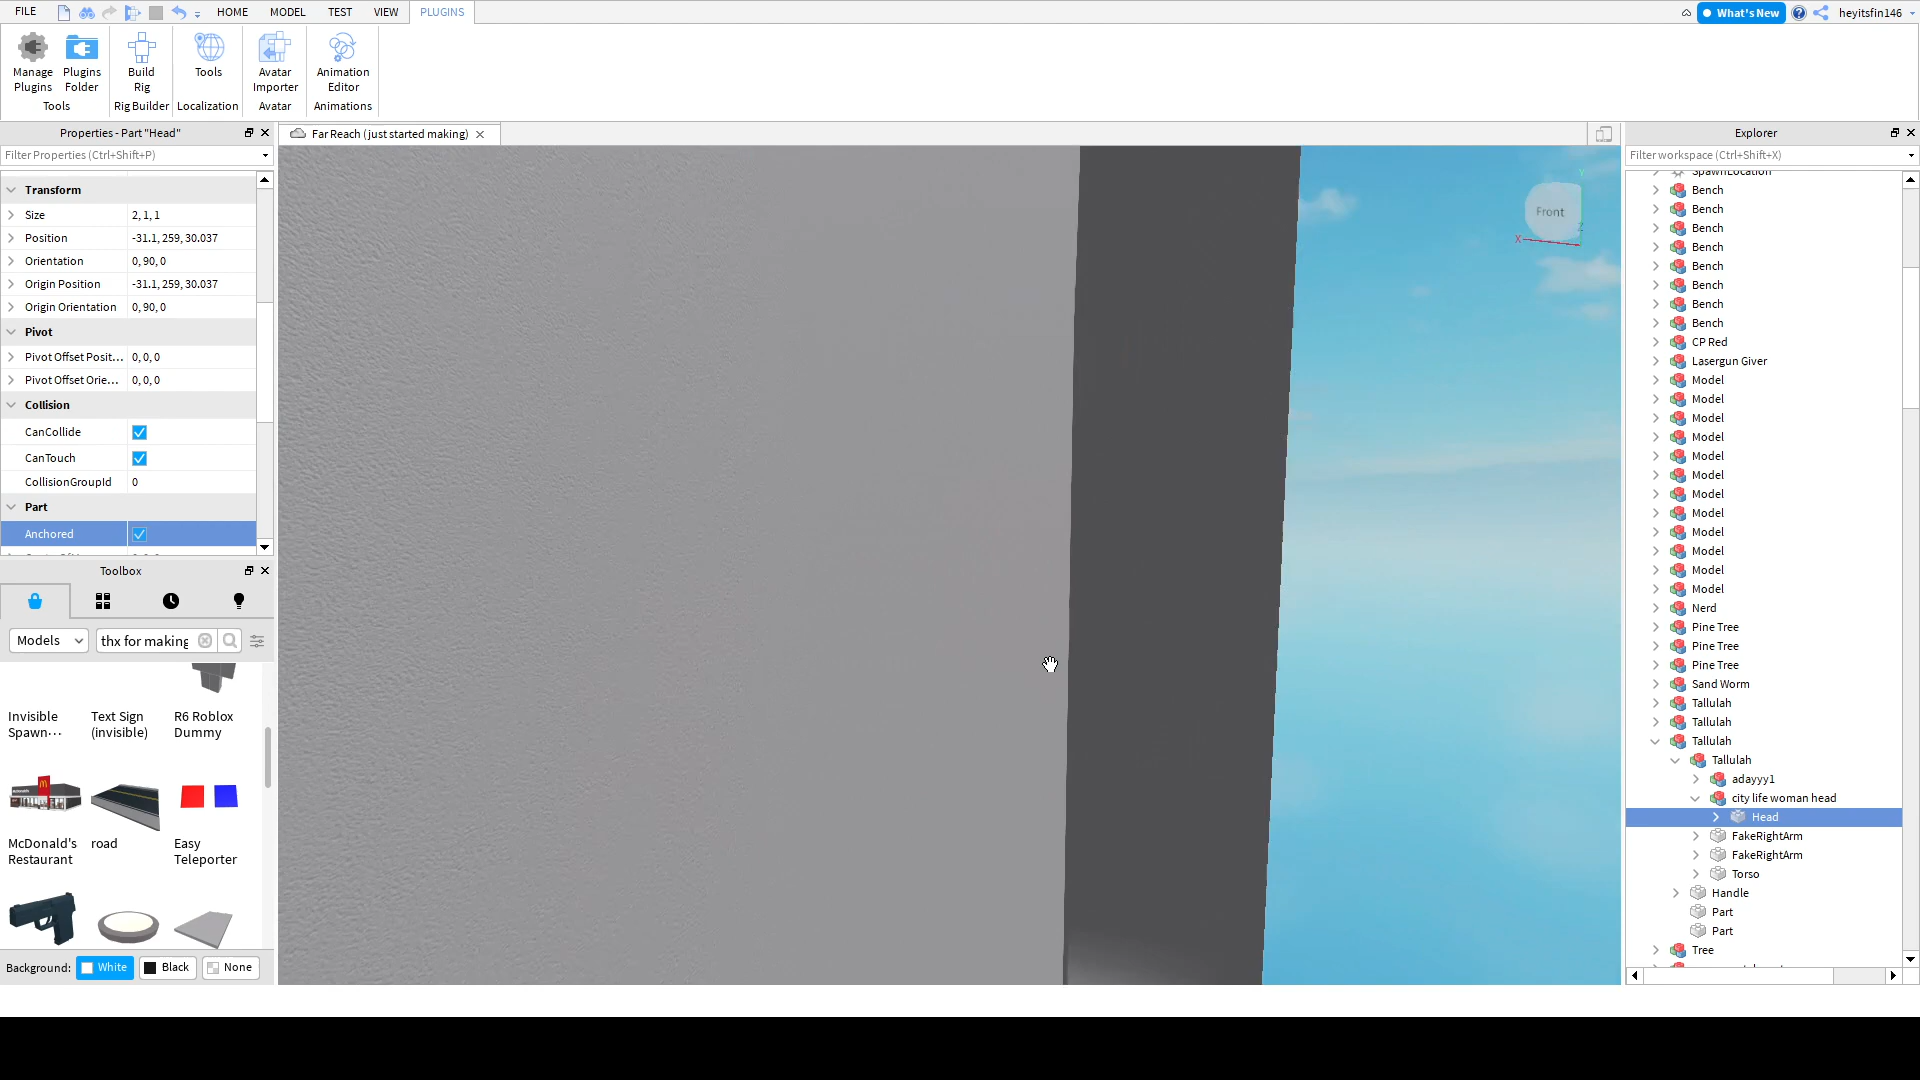 FILE
HOME
MODEL
TEST
VIEW
PLUGINS
What's New
heyitsfin146
Manage Plugins
Plugins Folder
Build Rig
Tools
Avatar Importer
Animation Editor
Tools
Rig Builder
Localization
Avatar
Animations
Properties - Part "Head"
Filter Properties (Ctrl+Shift+P)
Transform
Size 2, 1, 1
Position -31.1, 259, 30.037
Orientation 0, 90, 0
Origin Position -31.1, 259, 30.037
Origin Orientation 0, 90, 0
Pivot
Pivot Offset Posit... 0, 0, 0
Pivot Offset Orie... 0, 0, 0
Collision
CanCollide
CanTouch
CollisionGroupId 0
Part
Anchored
Toolbox
Models
thx for making
Invisible Spawn...
Text Sign (invisible)
R6 Roblox Dummy
McDonald's Restaurant
road
Easy Teleporter
Background: White Black None
Far Reach (just started making)
Front
X
Y
Z
Explorer
Filter workspace (Ctrl+Shift+X)
SpawnLocation
Bench
Bench
Bench
Bench
Bench
Bench
Bench
Bench
CP Red
Lasergun Giver
Model
Model
Model
Model
Model
Model
Model
Model
Model
Model
Model
Model
Nerd
Pine Tree
Pine Tree
Pine Tree
Sand Worm
Tallulah
Tallulah
Tallulah
Tallulah
adayyy1
city life woman head
Head
FakeRightArm
FakeRightArm
Torso
Handle
Part
Part
Tree